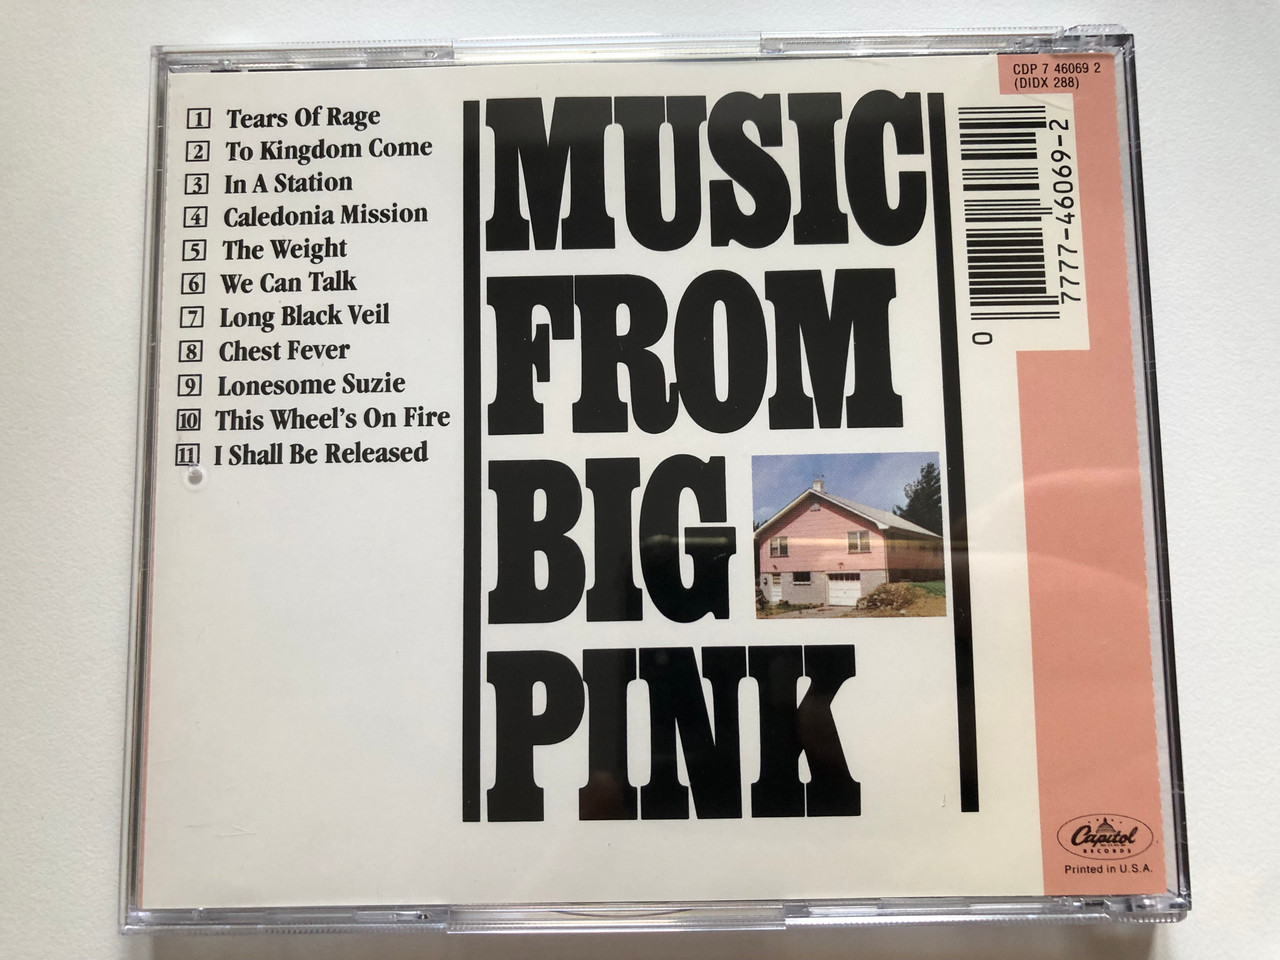 1 Tears Of Rage
2 To Kingdom Come
3 In A Station
4 Caledonia Mission
5 The Weight
6 We Can Talk
7 Long Black Veil
8 Chest Fever
9 Lonesome Suzie
10 This Wheel's On Fire
11 I Shall Be Released
MUSIC
FROM
BIG
PINK
CDP 7 46069 2
(DIDX 288)
0 7777-46069-2
Capitol
RECORDS
Printed in U.S.A.